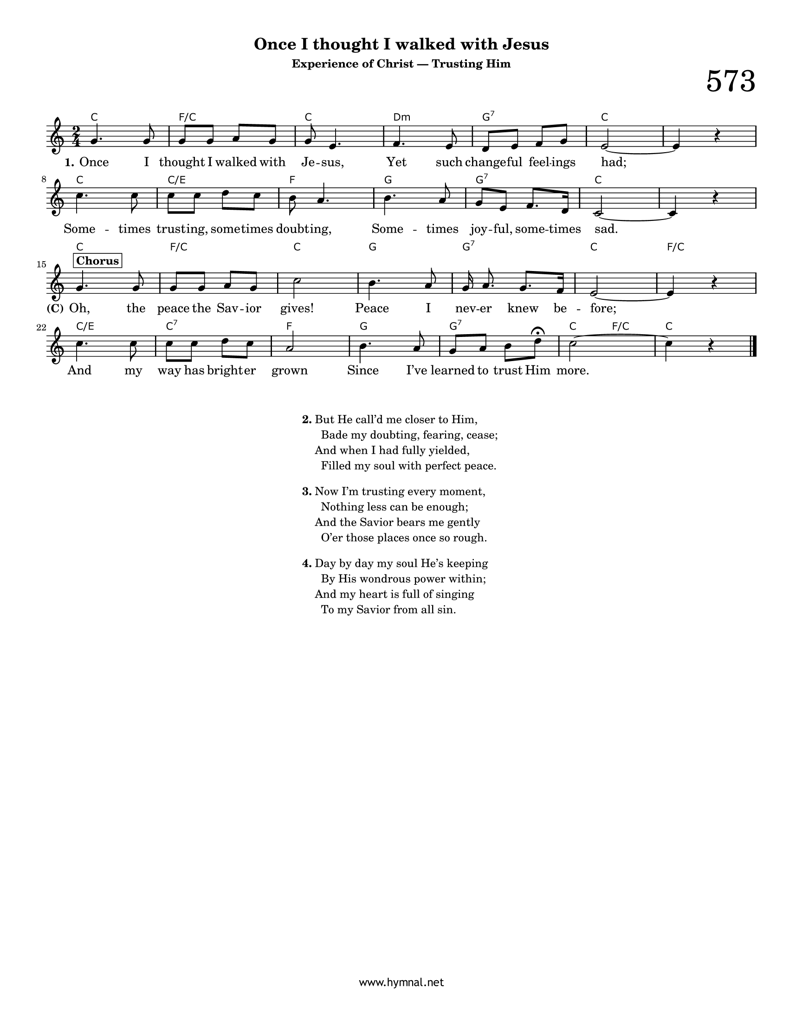 Once I thought I walked with Jesus
Experience of Christ — Trusting Him
573
C F/C C Dm G7 C
2 4
1. Once I thought I walked with Je-sus, Yet such changeful feel-ings had;
8 C C/E F G G7 C
Some - times trusting, sometimes doubting, Some - times joy-ful, some-times sad.
C F/C C G G7 C F/C
15 Chorus
(C) Oh, the peace the Sav-ior gives! Peace I nev-er knew be - fore;
22 C/E C7 F G G7 C F/C C
And my way has brighter grown Since I’ve learned to trust Him more.
2. But He call’d me closer to Him,
Bade my doubting, fearing, cease;
And when I had fully yielded,
Filled my soul with perfect peace.
3. Now I’m trusting every moment,
Nothing less can be enough;
And the Savior bears me gently
O’er those places once so rough.
4. Day by day my soul He’s keeping
By His wondrous power within;
And my heart is full of singing
To my Savior from all sin.
www.hymnal.net